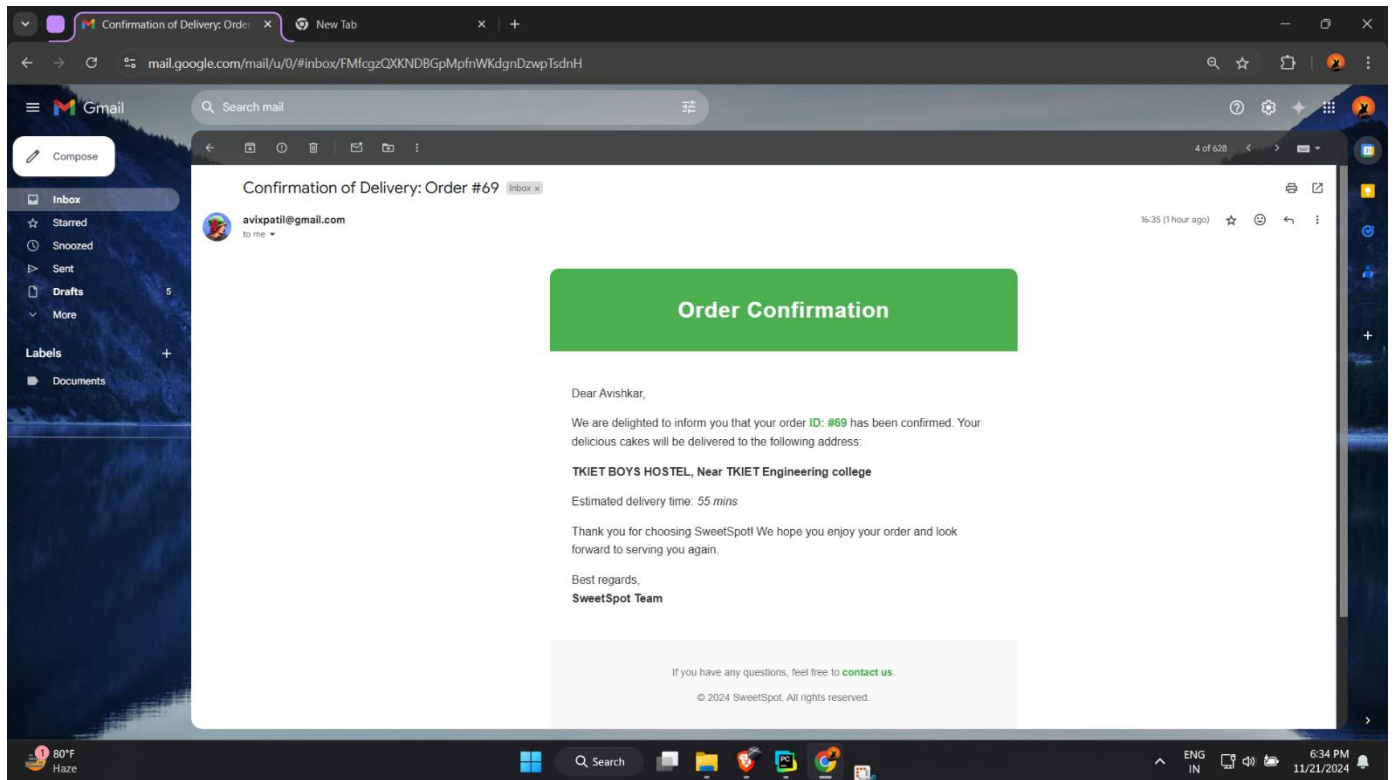 Confirmation of Delivery: Order
New Tab
mail.google.com/mail/u/0/#inbox/FMfcgzQXKNDBGpMpfnWKdgnDzwpTsdnH
Gmail
Search mail
Compose
4 of 628
Inbox
Starred
Snoozed
Sent
Drafts 5
More
Labels
Documents
Confirmation of Delivery: Order #69 Inbox x
avixpatil@gmail.com
16:35 (1 hour ago)
to me
Order Confirmation
Dear Avishkar,
We are delighted to inform you that your order ID: #69 has been confirmed. Your
delicious cakes will be delivered to the following address:
TKIET BOYS HOSTEL, Near TKIET Engineering college
Estimated delivery time: 55 mins
Thank you for choosing SweetSpot! We hope you enjoy your order and look
forward to serving you again.
Best regards,
SweetSpot Team
If you have any questions, feel free to contact us.
© 2024 SweetSpot. All rights reserved.
1
80°F
Haze
Search
PC
ENG
IN
6:34 PM
11/21/2024